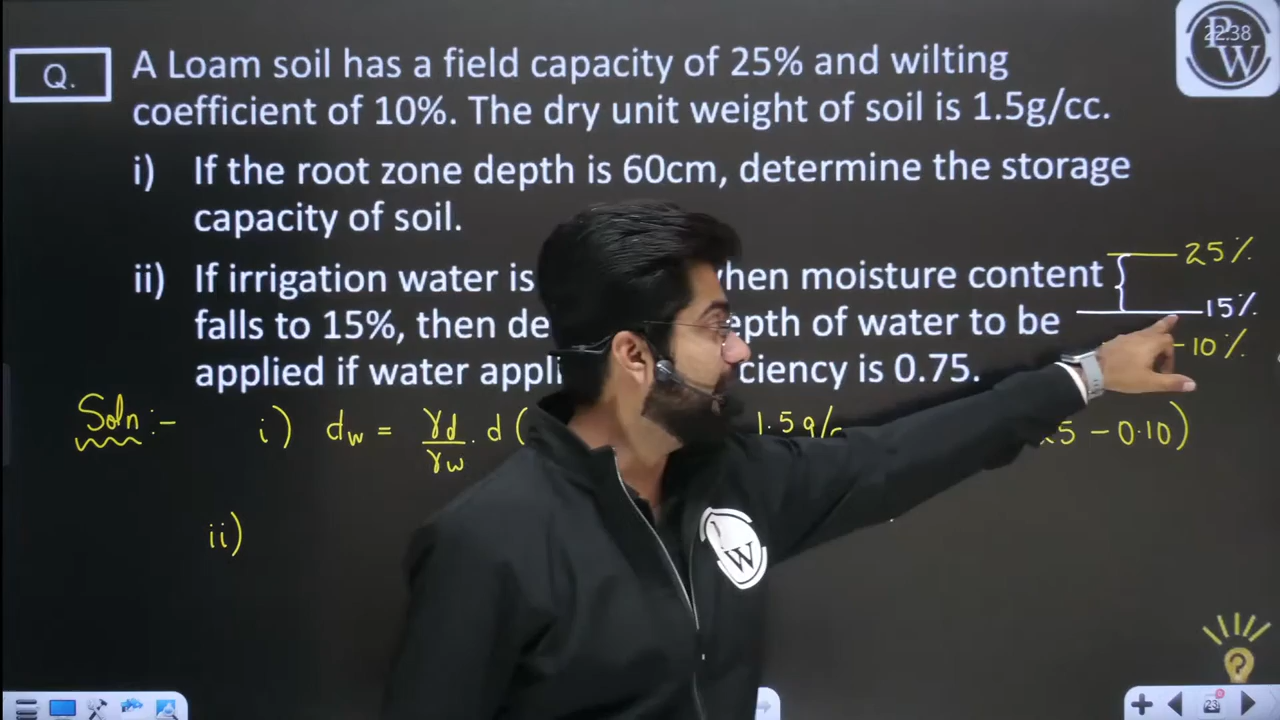 22:38
PW
Q.
A Loam soil has a field capacity of 25% and wilting
coefficient of 10%. The dry unit weight of soil is 1.5g/cc.
i) If the root zone depth is 60cm, determine the storage
capacity of soil.
ii) If irrigation water is when moisture content
falls to 15%, then de epth of water to be
applied if water appli ciency is 0.75.
25%
15%
10%
Soln :- i) dw = γd/γw . d ( 1.5g/c 5 - 0.10)
ii)
W
23